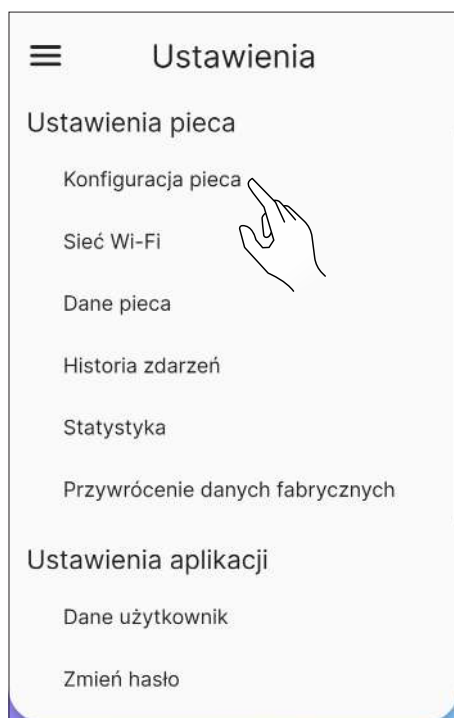 Ustawienia
Ustawienia pieca
Konfiguracja pieca
Sieć Wi-Fi
Dane pieca
Historia zdarzeń
Statystyka
Przywrócenie danych fabrycznych
Ustawienia aplikacji
Dane użytkownik
Zmień hasło